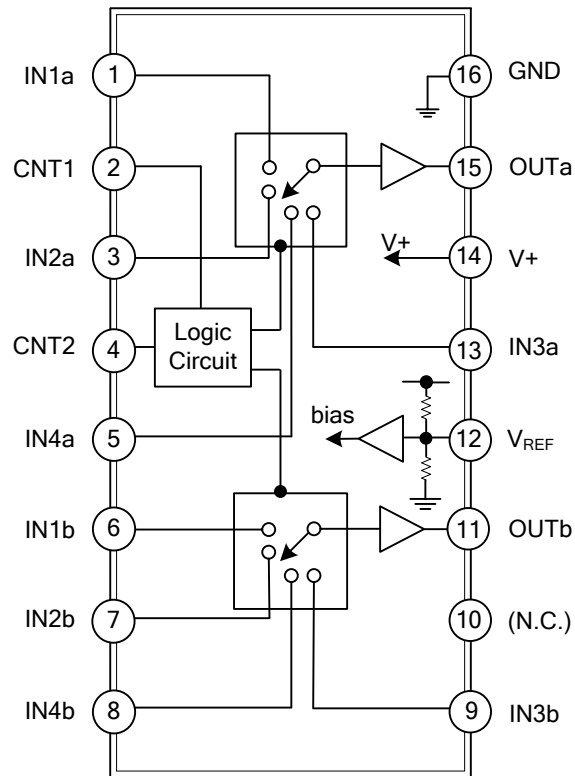 IN1a 1 16 GND
CNT1 2 15 OUTa
IN2a 3 V+ 14 V+
CNT2 4 Logic
Circuit 13 IN3a
IN4a 5 bias 12 VREF
IN1b 6 11 OUTb
IN2b 7 10 (N.C.)
IN4b 8 9 IN3b